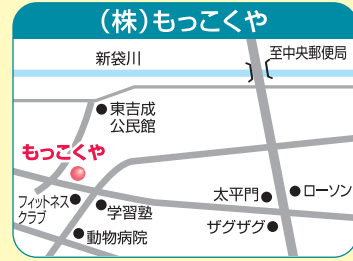 （株）もっこくや
新袋川
至中央郵便局
東吉成
公民館
もっこくや
フィットネス
クラブ
学習塾
動物病院
太平門
ローソン
ザグザグ